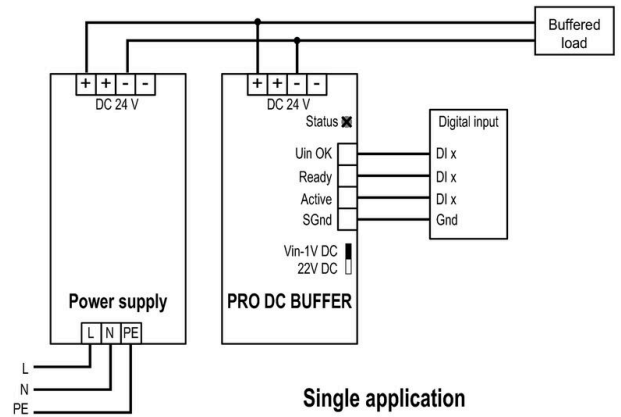 Buffered
load
+ + - -
DC 24 V
+ + - -
DC 24 V
Status
Digital input
Uin OK
DI x
Ready
DI x
Active
DI x
SGnd
Gnd
Vin-1V DC
22V DC
Power supply
PRO DC BUFFER
L N PE
L
N
PE
Single application